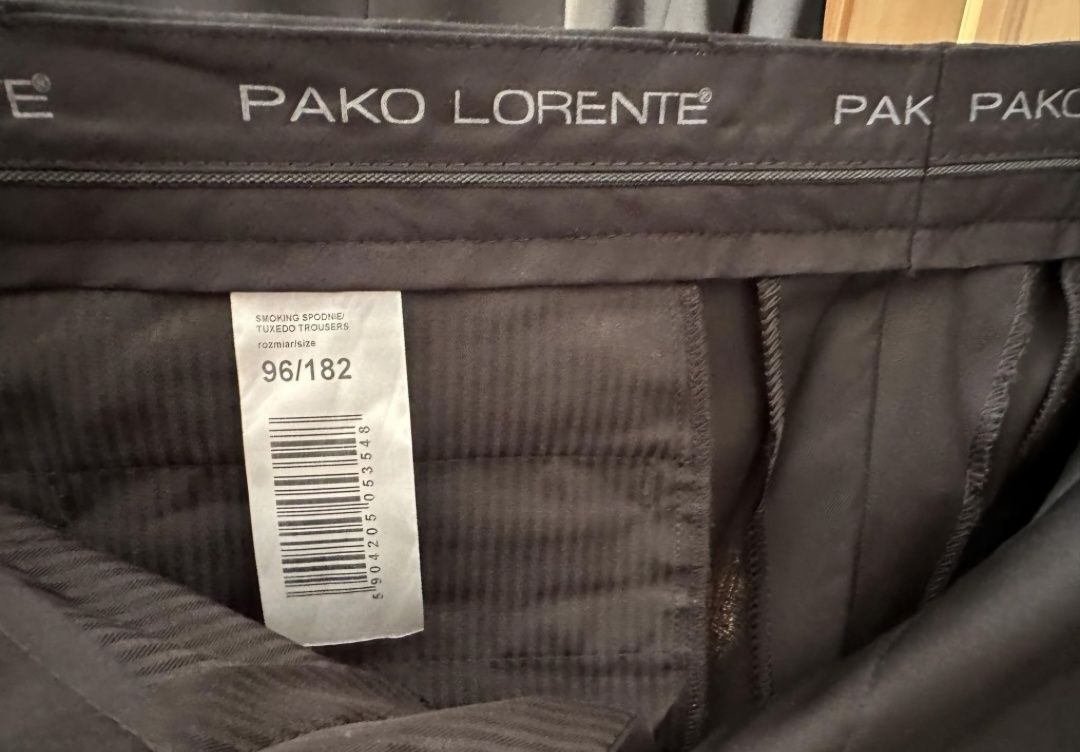 E® PAKO LORENTE® PAK PAKO
SMOKING SPODNIE/
TUXEDO TROUSERS
rozmiar/size
96/182
5904205053548